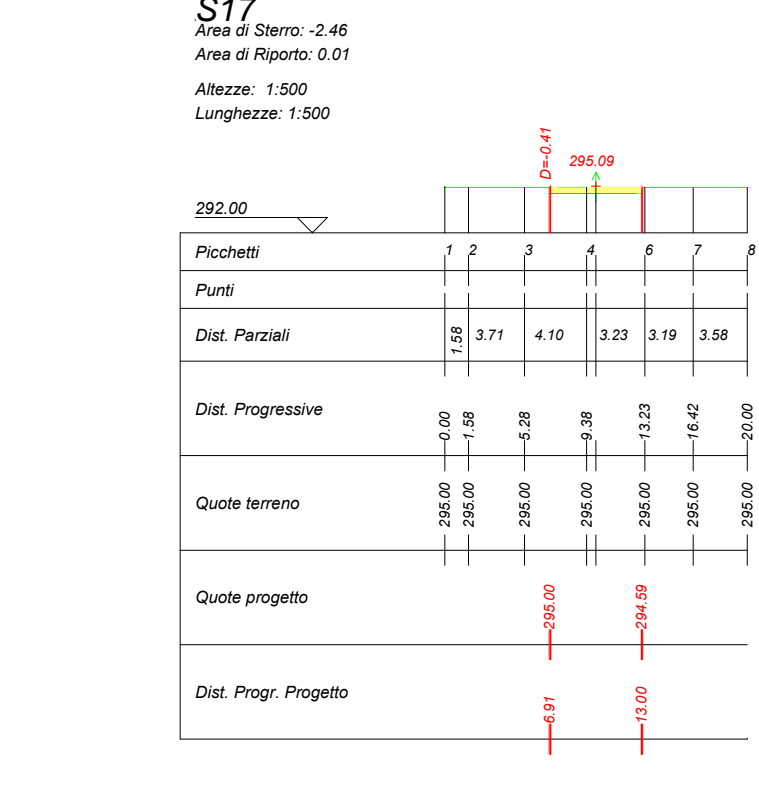 S17
Area di Sterro: -2.46
Area di Riporto: 0.01
Altezze: 1:500
Lunghezze: 1:500
D=-0.41
295.09
292.00
Picchetti 1 2 3 4 6 7 8
Punti
Dist. Parziali 1.58 3.71 4.10 3.23 3.19 3.58
Dist. Progressive 0.00 1.58 5.28 9.38 13.23 16.42 20.00
Quote terreno 295.00 295.00 295.00 295.00 295.00 295.00 295.00
Quote progetto 295.00 294.59
Dist. Progr. Progetto 6.91 13.00